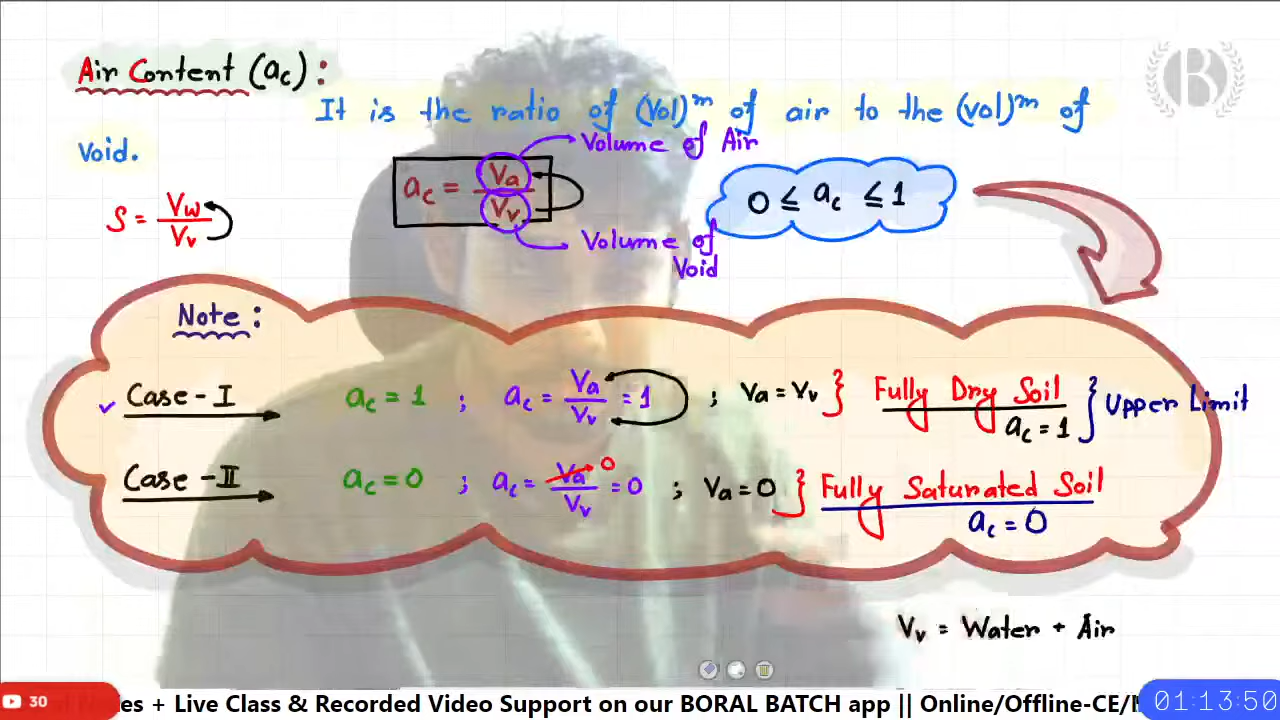 Air Content (ac) :
It is the ratio of (Vol)m of air to the (vol)m of
Void.
Volume of Air
ac = Va / Vv
0 ≤ ac ≤ 1
S = Vw / Vv
Volume of
Void
Note :
Case - I ac = 1 ; ac = Va / Vv = 1 ; Va = Vv } Fully Dry Soil } Upper Limit
ac = 1
Case - II ac = 0 ; ac = Va 0 / Vv = 0 ; Va = 0 } Fully Saturated Soil
ac = 0
Vv = Water + Air
30
+ Live Class & Recorded Video Support on our BORAL BATCH app || Online/Offline-CE/
01:13:50
B